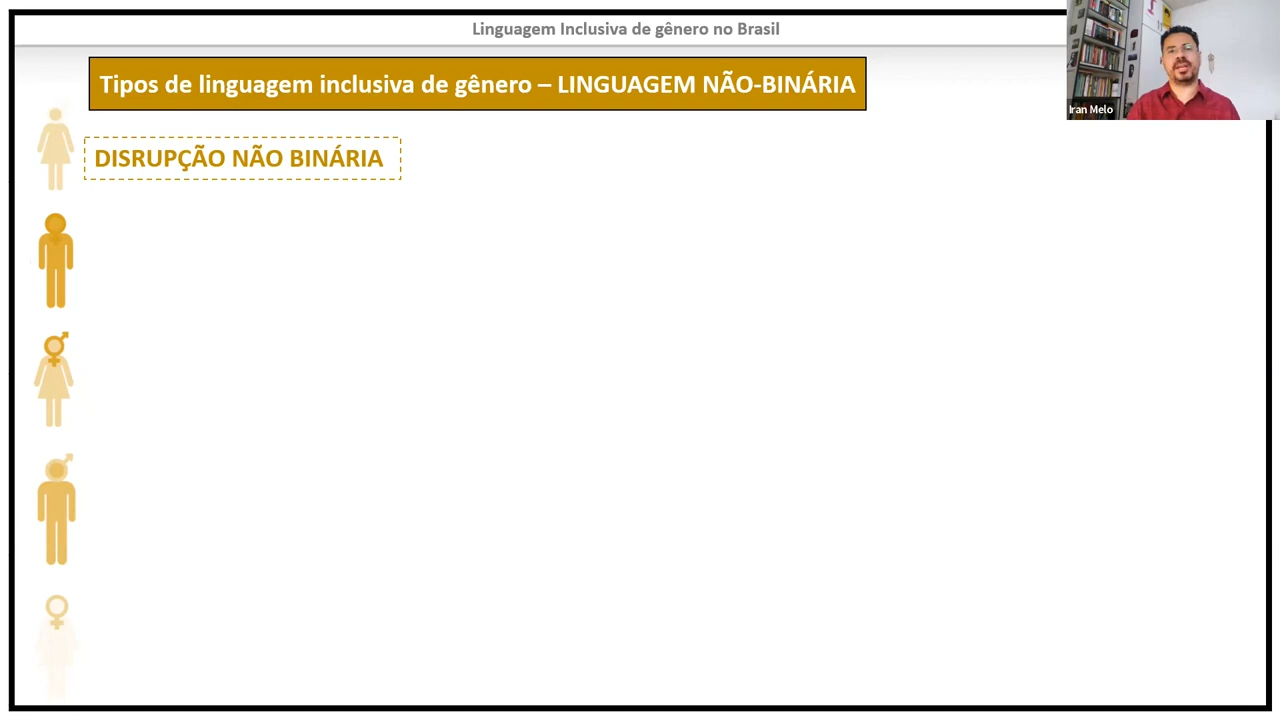 Linguagem Inclusiva de gênero no Brasil
Tipos de linguagem inclusiva de gênero – LINGUAGEM NÃO-BINÁRIA
Iran Melo
DISRUPÇÃO NÃO BINÁRIA